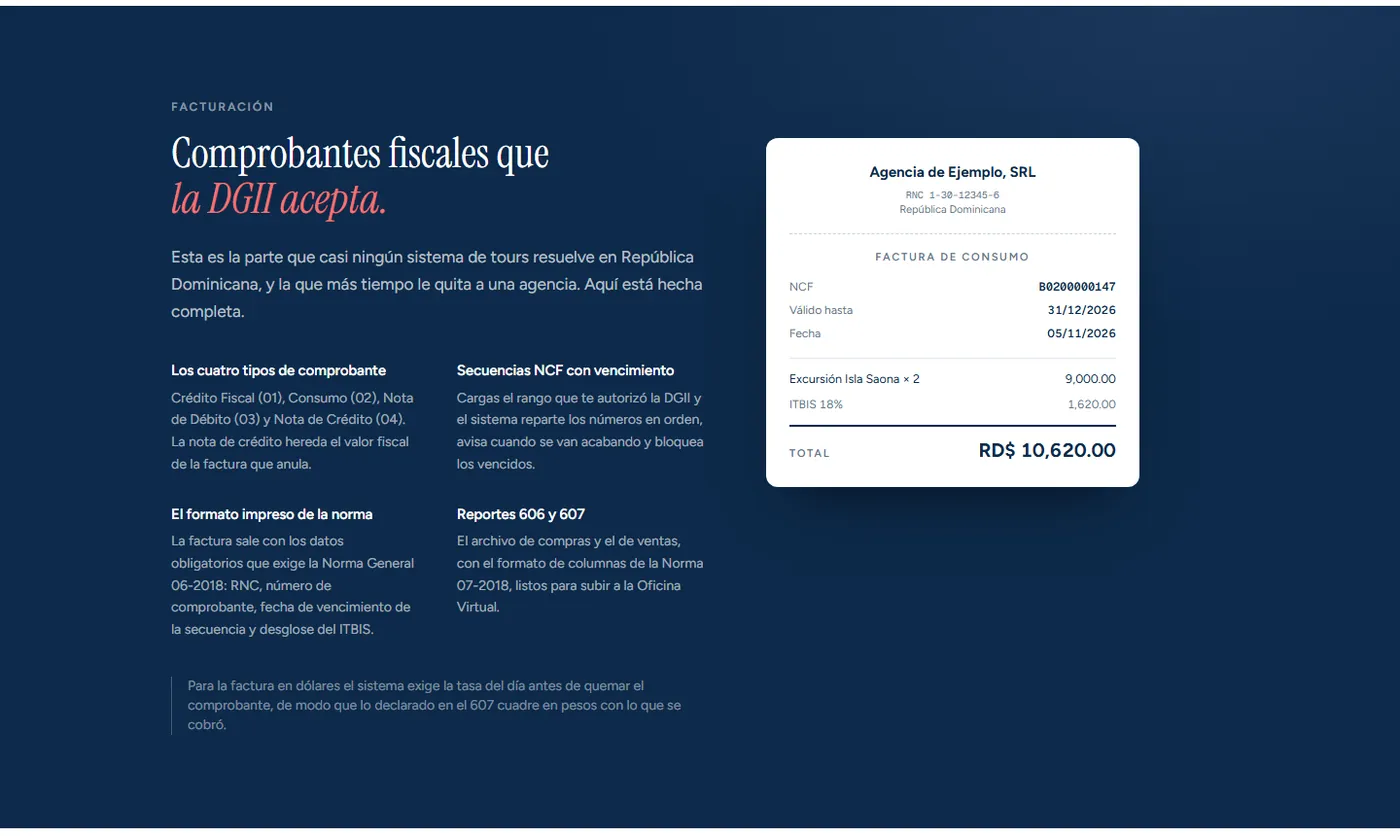 FACTURACIÓN
Comprobantes fiscales que
la DGII acepta.
Esta es la parte que casi ningún sistema de tours resuelve en República
Dominicana, y la que más tiempo le quita a una agencia. Aquí está hecha
completa.
Los cuatro tipos de comprobante
Crédito Fiscal (01), Consumo (02), Nota
de Débito (03) y Nota de Crédito (04).
La nota de crédito hereda el valor fiscal
de la factura que anula.
Secuencias NCF con vencimiento
Cargas el rango que te autorizó la DGII y
el sistema reparte los números en orden,
avisa cuando se van acabando y bloquea
los vencidos.
El formato impreso de la norma
La factura sale con los datos
obligatorios que exige la Norma General
06-2018: RNC, número de
comprobante, fecha de vencimiento de
la secuencia y desglose del ITBIS.
Reportes 606 y 607
El archivo de compras y el de ventas,
con el formato de columnas de la Norma
07-2018, listos para subir a la Oficina
Virtual.
Para la factura en dólares el sistema exige la tasa del día antes de quemar el
comprobante, de modo que lo declarado en el 607 cuadre en pesos con lo que se
cobró.
Agencia de Ejemplo, SRL
RNC 1-30-12345-6
República Dominicana
FACTURA DE CONSUMO
NCF B0200000147
Válido hasta 31/12/2026
Fecha 05/11/2026
Excursión Isla Saona × 2 9,000.00
ITBIS 18% 1,620.00
TOTAL RD$ 10,620.00